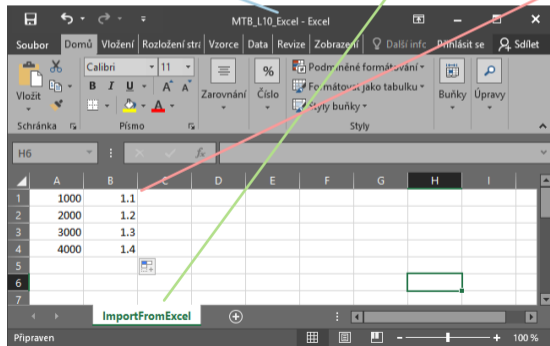 MTB_L10_Excel - Excel
Soubor Domů Vložení Rozložení strá Vzorce Data Revize Zobrazení Další infc Přihlásit se Sdílet
Calibri 11
Podmíněné formátování
B I U A A
Formátovat jako tabulku
Vložit Zarovnání Číslo Buňky Úpravy
A Styly buňky
Schránka Písmo Styly
H6 fx
A B C D E F G H I
1 1000 1.1
2 2000 1.2
3 3000 1.3
4 4000 1.4
5
6
7
ImportFromExcel
Připraven 100 %